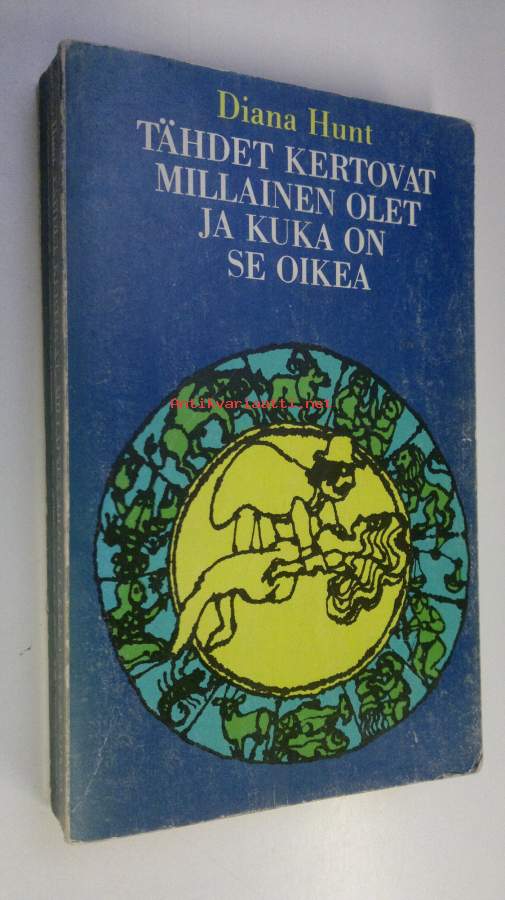 Diana Hunt
TÄHDET KERTOVAT
MILLAINEN OLET
JA KUKA ON
SE OIKEA
Antikvariaatti.net